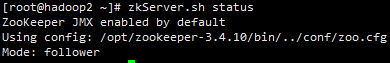 [root@hadoop2 ~]# zkServer.sh status
ZooKeeper JMX enabled by default
Using config: /opt/zookeeper-3.4.10/bin/../conf/zoo.cfg
Mode: follower